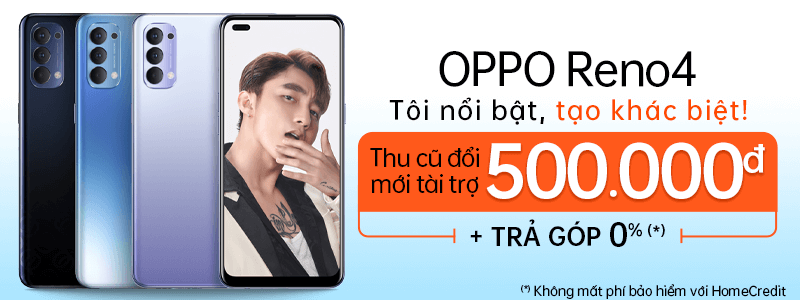 OPPO Reno4
Tôi nổi bật, tạo khác biệt!
Thu cũ đổi
mới tài trợ
500.000đ
+ TRẢ GÓP 0% (*)
(*) Không mất phí bảo hiểm với HomeCredit